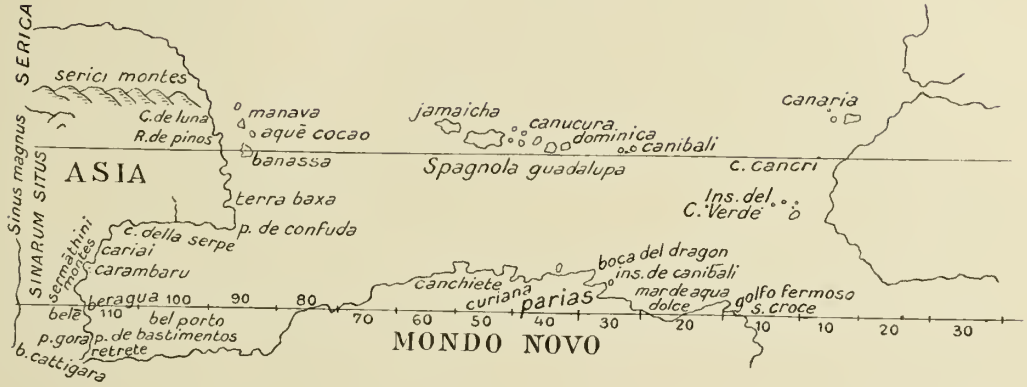 SERICA
serici montes
C. de luna
R. de pinos
manava
aquē cocao
banassa
jamaicha
canucura
dominica
canibali
Spagnola guadalupa
canaria
c. cancri
Sinus magnus
SINARUM SITUS
ASIA
terra baxa
c. della serpe
p. de confuda
Ins. del
C. Verde
sermathini
montes
cariai
carambaru
boca del dragon
ins. de canibali
canchiete
curiana
parias
mar de aqua
dolce
golfo fermoso
s. croce
beragua 100 90 80
belē 110
bel porto
70 60 50 40 30 20 10 10 20 30
p. gora
p. de bastimentos
retrete
b. cattigara
MONDO NOVO